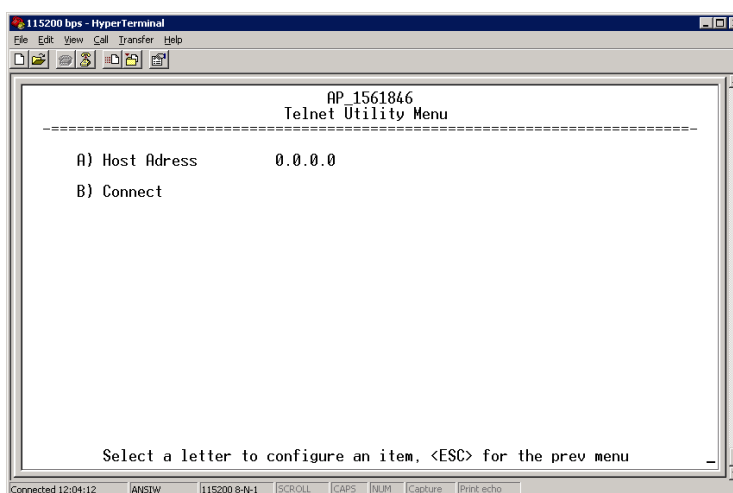 115200 bps - HyperTerminal
File Edit View Call Transfer Help
AP_1561846
Telnet Utility Menu
-==========================================================================-
A) Host Adress 0.0.0.0
B) Connect
Select a letter to configure an item, <ESC> for the prev menu _
Connected 12:04:12 ANSIW 115200 8-N-1 SCROLL CAPS NUM Capture Print echo